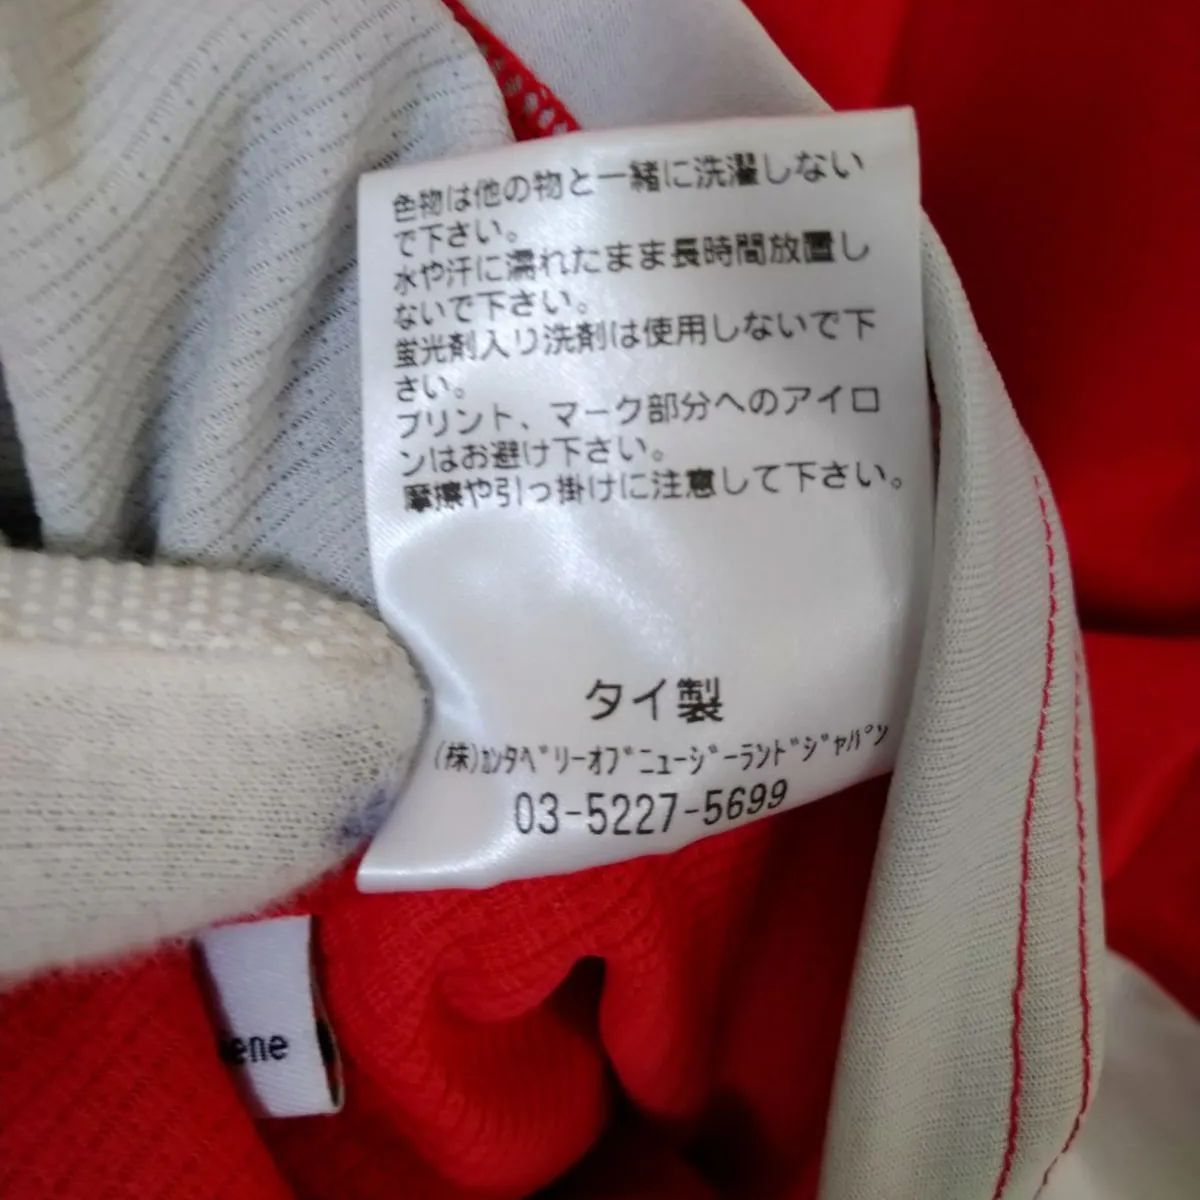 色物は他の物と一緒に洗濯しない
で下さい。
水や汗に濡れたまま長時間放置し
ないで下さい。
蛍光剤入り洗剤は使用しないで下
さい。
プリント、マーク部分へのアイロ
ンはお避け下さい。
摩擦や引っ掛けに注意して下さい。
タイ製
(株)ｶﾝタﾍﾞリーオﾌﾞニューｼﾞーランﾄﾞｼﾞャﾊﾟﾝ
03-5227-5699
ene